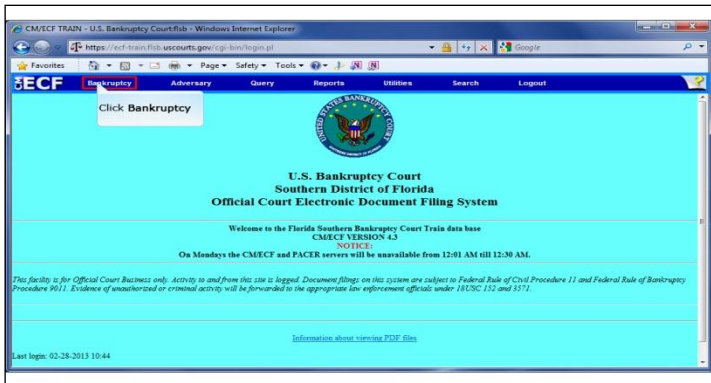 CM/ECF TRAIN - U.S. Bankruptcy Court:flsb - Windows Internet Explorer
https://ecf-train.flsb.uscourts.gov/cgi-bin/login.pl
Google
Favorites Page Safety Tools
ECF Bankruptcy Adversary Query Reports Utilities Search Logout ?
Click Bankruptcy
UNITED STATES BANKRUPTCY COURT
U.S. Bankruptcy Court
Southern District of Florida
Official Court Electronic Document Filing System
Welcome to the Florida Southern Bankruptcy Court Train data base
CM/ECF VERSION 4.3
NOTICE:
On Mondays the CM/ECF and PACER servers will be unavailable from 12:01 AM till 12:30 AM.
This facility is for Official Court Business only. Activity to and from this site is logged. Document filings on this system are subject to Federal Rule of Civil Procedure 11 and Federal Rule of Bankruptcy
Procedure 9011. Evidence of unauthorized or criminal activity will be forwarded to the appropriate law enforcement officials under 18USC 152 and 3571.
Information about viewing PDF files
Last login: 02-28-2013 10:44